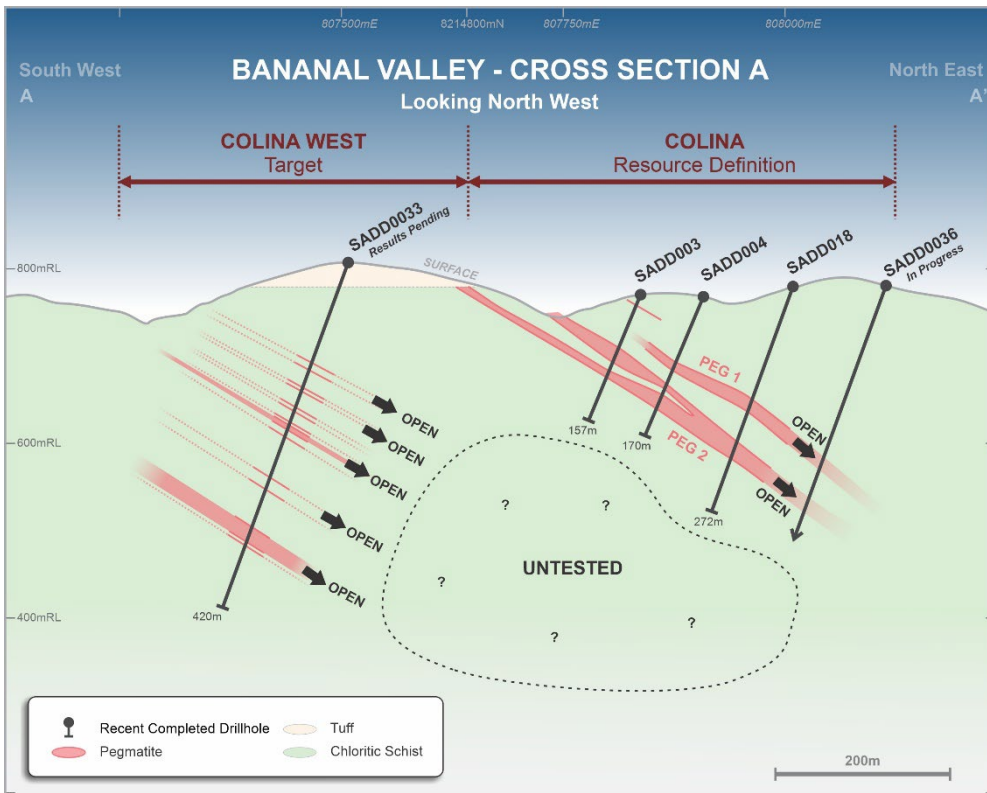 807500mE
8214800mN
807750mE
808000mE
South West
A
BANANAL VALLEY - CROSS SECTION A
Looking North West
North East
A'
COLINA WEST
Target
COLINA
Resource Definition
SADD0033
Results Pending
SADD003
SADD004
SADD018
SADD0036
In Progress
800mRL
SURFACE
PEG 1
OPEN
OPEN
OPEN
157m
170m
PEG 2
600mRL
OPEN
OPEN
OPEN
272m
OPEN
? ?
UNTESTED
?
? ?
400mRL
420m
Recent Completed Drillhole
Tuff
Pegmatite
Chloritic Schist
200m